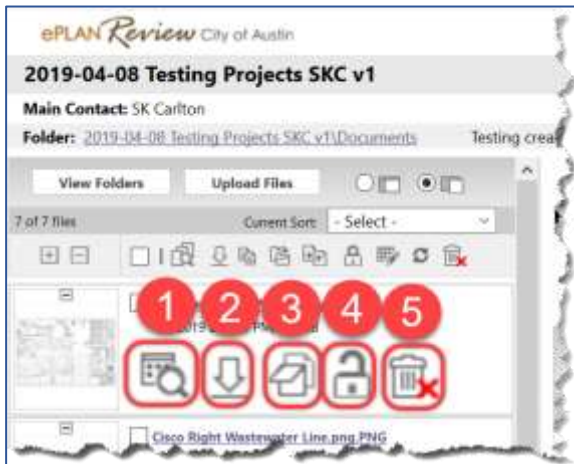 ePLAN Review City of Austin
2019-04-08 Testing Projects SKC v1
Main Contact: SK Carlton
Folder: 2019-04-08 Testing Projects SKC v1\Documents Testing crea
View Folders Upload Files
7 of 7 files Current Sort: - Select -
1 2 3 4 5
Cisco Right Wastewater Line.png.PNG